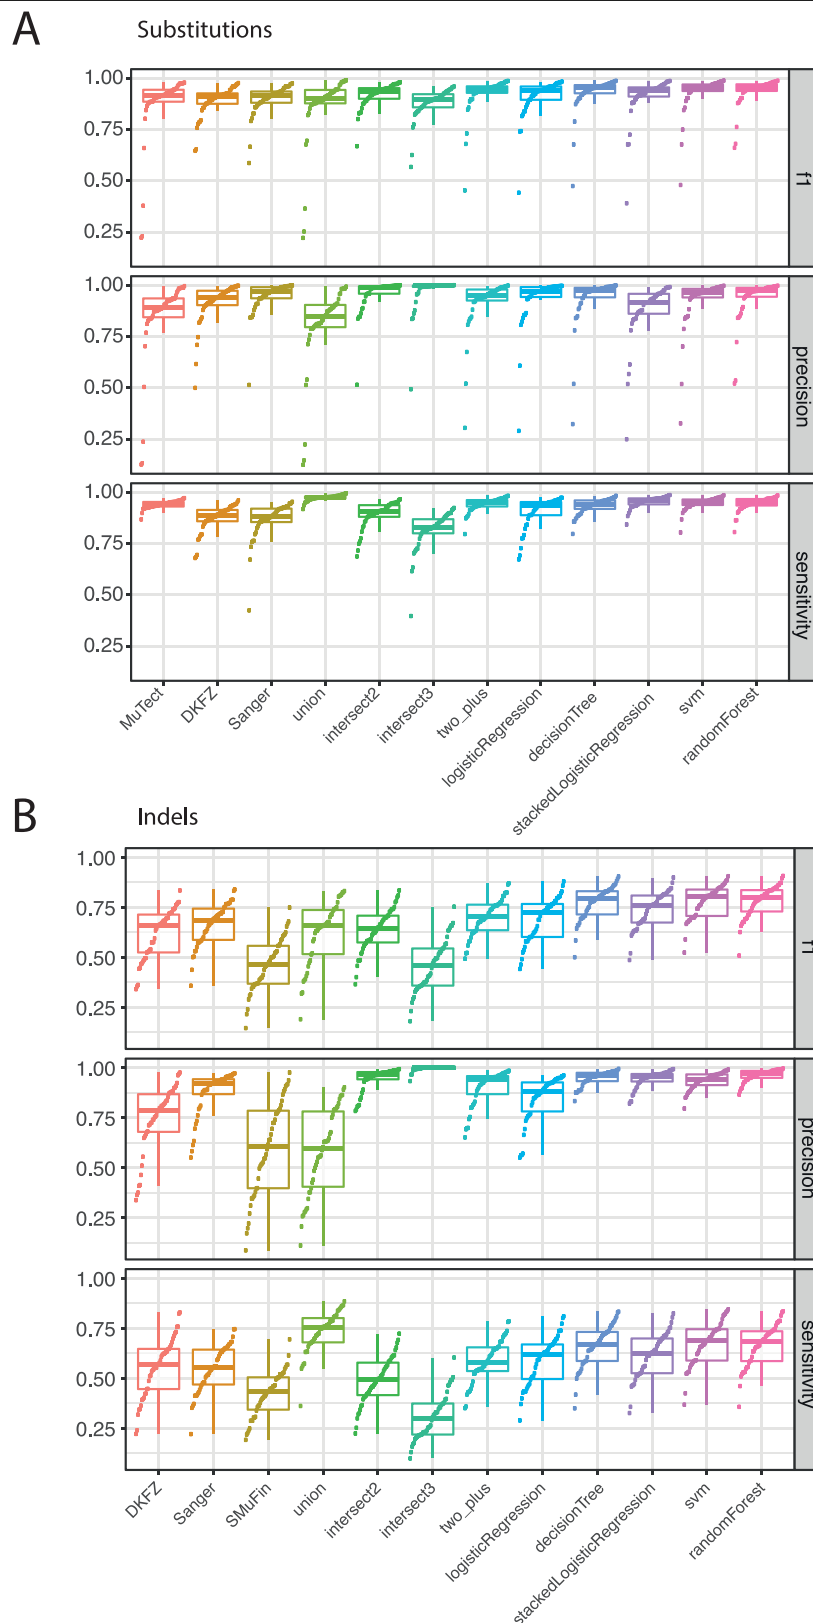 A
Substitutions
1.00
0.75
0.50
0.25
f1
1.00
0.75
0.50
0.25
precision
1.00
0.75
0.50
0.25
sensitivity
MuTect
DKFZ
Sanger
union
intersect2
intersect3
two_plus
logisticRegression
decisionTree
stackedLogisticRegression
svm
randomForest
B
Indels
1.00
0.75
0.50
0.25
f1
1.00
0.75
0.50
0.25
precision
1.00
0.75
0.50
0.25
sensitivity
DKFZ
Sanger
SMuFin
union
intersect2
intersect3
two_plus
logisticRegression
decisionTree
stackedLogisticRegression
svm
randomForest